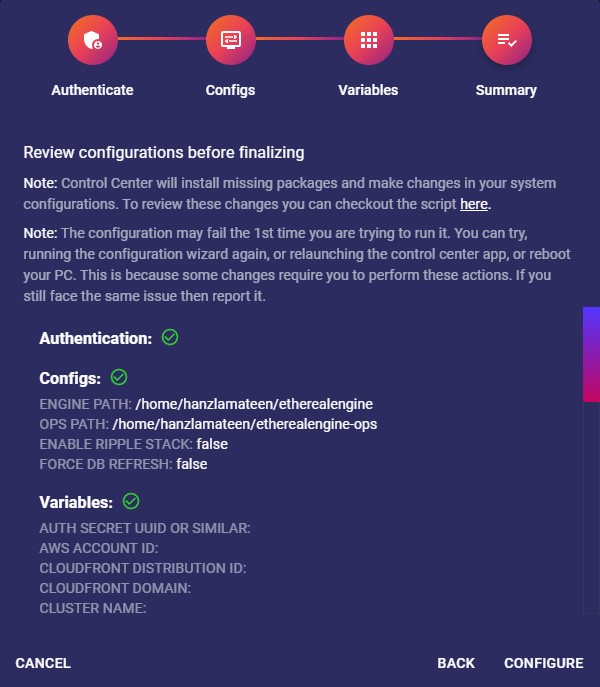 Authenticate Configs Variables Summary
Review configurations before finalizing
Note: Control Center will install missing packages and make changes in your system
configurations. To review these changes you can checkout the script here.
Note: The configuration may fail the 1st time you are trying to run it. You can try,
running the configuration wizard again, or relaunching the control center app, or reboot
your PC. This is because some changes require you to perform these actions. If you
still face the same issue then report it.
Authentication:
Configs:
ENGINE PATH: /home/hanzlamateen/etherealengine
OPS PATH: /home/hanzlamateen/etherealengine-ops
ENABLE RIPPLE STACK: false
FORCE DB REFRESH: false
Variables:
AUTH SECRET UUID OR SIMILAR:
AWS ACCOUNT ID:
CLOUDFRONT DISTRIBUTION ID:
CLOUDFRONT DOMAIN:
CLUSTER NAME:
CANCEL BACK CONFIGURE